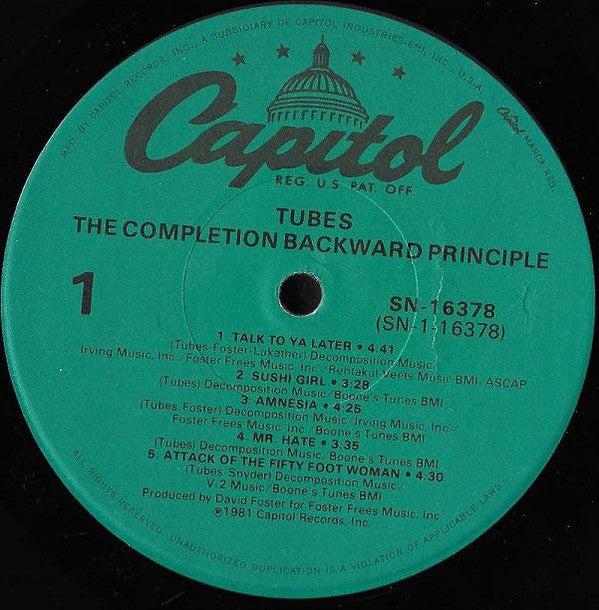 MFD. BY CAPITOL RECORDS, INC., A SUBSIDIARY OF CAPITOL INDUSTRIES-EMI, INC., U.S.A.
Capitol MARCA REG.
Capitol
REG. U.S. PAT. OFF.
TUBES
THE COMPLETION BACKWARD PRINCIPLE
1
SN-16378
(SN-1-16378)
1. TALK TO YA LATER • 4:41
(Tubes-Foster-Lukather) Decomposition Music/
Irving Music, Inc./Foster Frees Music Inc. Rehtakul Veets Music BMI ASCAP
2. SUSHI GIRL • 3:28
(Tubes) Decomposition Music/Boone's Tunes BMI
3. AMNESIA • 4:25
(Tubes-Foster) Decomposition Music/Irving Music, Inc./
Foster Frees Music, Inc./Boone's Tunes BMI
4. MR. HATE • 3:35
(Tubes) Decomposition Music/Boone's Tunes BMI
5. ATTACK OF THE FIFTY FOOT WOMAN • 4:30
(Tubes-Snyder) Decomposition Music/
V-2 Music/Boone's Tunes BMI
Produced by David Foster for Foster Frees Music, Inc.
℗1981 Capitol Records, Inc.
ALL RIGHTS RESERVED. UNAUTHORIZED DUPLICATION IS A VIOLATION OF APPLICABLE LAWS.